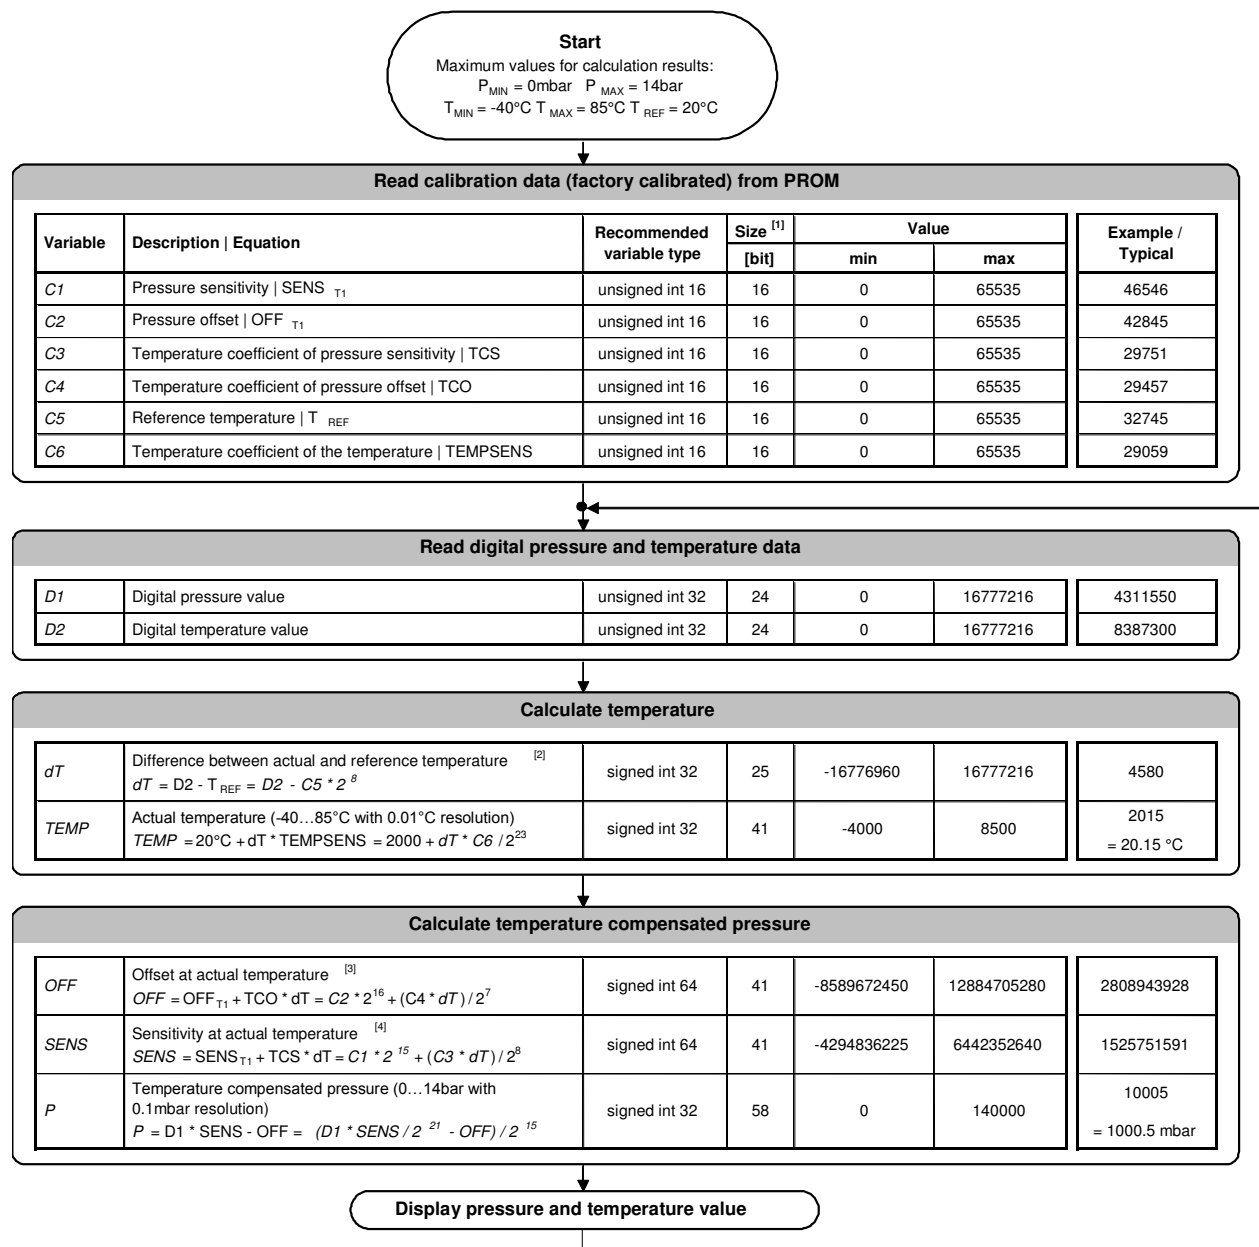 Start
Maximum values for calculation results:
P MIN = 0mbar P MAX = 14bar
T MIN = -40°C T MAX = 85°C T REF = 20°C
Read calibration data (factory calibrated) from PROM
Variable Description | Equation Recommended variable type Size [1] [bit] Value min max Example / Typical
C1 Pressure sensitivity | SENS T1 unsigned int 16 16 0 65535 46546
C2 Pressure offset | OFF T1 unsigned int 16 16 0 65535 42845
C3 Temperature coefficient of pressure sensitivity | TCS unsigned int 16 16 0 65535 29751
C4 Temperature coefficient of pressure offset | TCO unsigned int 16 16 0 65535 29457
C5 Reference temperature | T REF unsigned int 16 16 0 65535 32745
C6 Temperature coefficient of the temperature | TEMPSENS unsigned int 16 16 0 65535 29059
Read digital pressure and temperature data
D1 Digital pressure value unsigned int 32 24 0 16777216 4311550
D2 Digital temperature value unsigned int 32 24 0 16777216 8387300
Calculate temperature
dT Difference between actual and reference temperature [2]
dT = D2 - T REF = D2 - C5 * 2 8 signed int 32 25 -16776960 16777216 4580
TEMP Actual temperature (-40…85°C with 0.01°C resolution)
TEMP = 20°C + dT * TEMPSENS = 2000 + dT * C6 / 2 23 signed int 32 41 -4000 8500 2015
= 20.15 °C
Calculate temperature compensated pressure
OFF Offset at actual temperature [3]
OFF = OFF T1 + TCO * dT = C2 * 2 16 + (C4 * dT ) / 2 7 signed int 64 41 -8589672450 12884705280 2808943928
SENS Sensitivity at actual temperature [4]
SENS = SENS T1 + TCS * dT = C1 * 2 15 + (C3 * dT ) / 2 8 signed int 64 41 -4294836225 6442352640 1525751591
P Temperature compensated pressure (0…14bar with
0.1mbar resolution)
P = D1 * SENS - OFF = (D1 * SENS / 2 21 - OFF) / 2 15 signed int 32 58 0 140000 10005
= 1000.5 mbar
Display pressure and temperature value